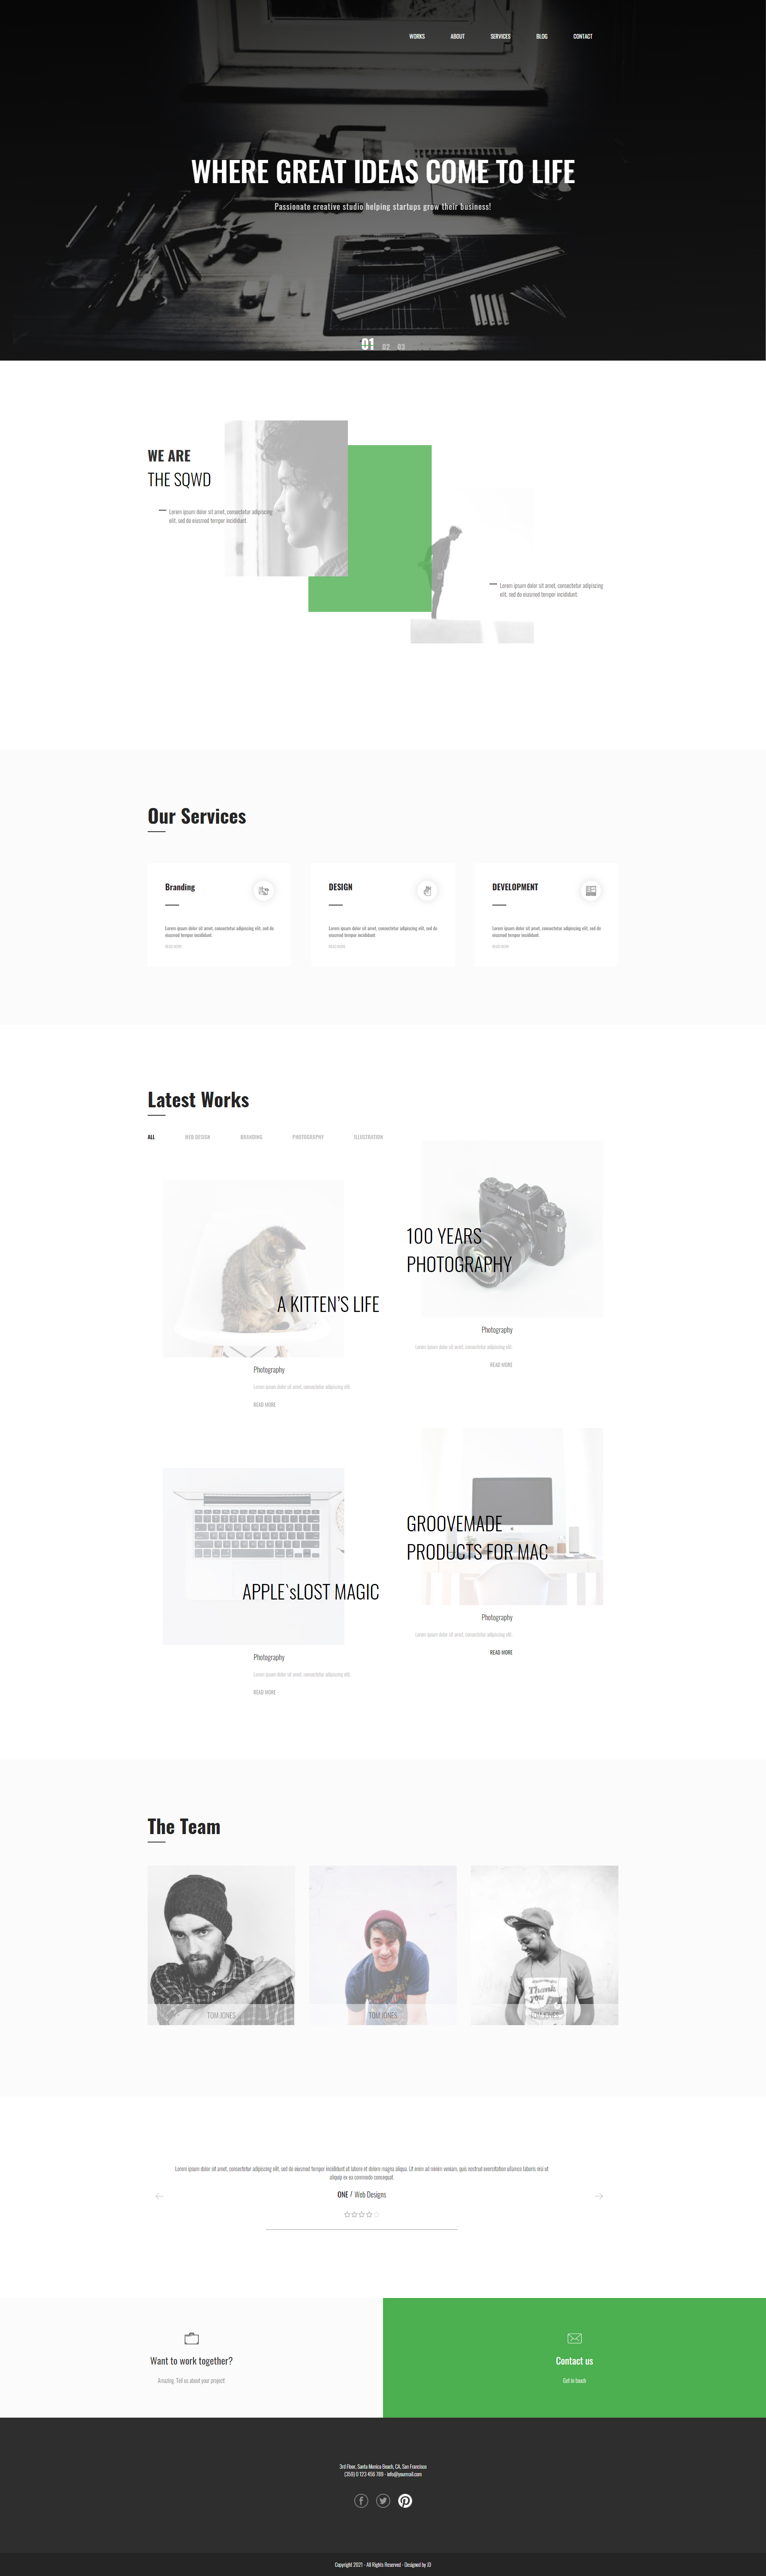 WORKS ABOUT SERVICES BLOG CONTACT
WHERE GREAT IDEAS COME TO LIFE
Passionate creative studio helping startups grow their business!
01 02 03
WE ARE
THE SQWD
Lorem ipsum dolor sit amet, consectetur adipiscing
elit, sed do eiusmod tempor incididunt.
Lorem ipsum dolor sit amet, consectetur adipiscing
elit, sed do eiusmod tempor incididunt.
Our Services
Branding
Lorem ipsum dolor sit amet, consectetur adipiscing elit, sed do
eiusmod tempor incididunt.
READ MORE
DESIGN
Lorem ipsum dolor sit amet, consectetur adipiscing elit, sed do
eiusmod tempor incididunt.
READ MORE
DEVELOPMENT
Lorem ipsum dolor sit amet, consectetur adipiscing elit, sed do
eiusmod tempor incididunt.
READ MORE
Latest Works
ALL WEB DESIGN BRANDING PHOTOGRAPHY ILLUSTRATION
100 YEARS
PHOTOGRAPHY
Photography
Lorem ipsum dolor sit amet, consectetur adipiscing elit.
READ MORE
A KITTEN'S LIFE
Photography
Lorem ipsum dolor sit amet, consectetur adipiscing elit.
READ MORE
GROOVEMADE
PRODUCTS FOR MAC
Photography
Lorem ipsum dolor sit amet, consectetur adipiscing elit.
READ MORE
APPLE`sLOST MAGIC
Photography
Lorem ipsum dolor sit amet, consectetur adipiscing elit.
READ MORE
The Team
TOM JONES
TOM JONES
Thank
you
TOM JONES
Lorem ipsum dolor sit amet, consectetur adipiscing elit, sed do eiusmod tempor incididunt ut labore et dolore magna aliqua. Ut enim ad minim veniam, quis nostrud exercitation ullamco laboris nisi ut
aliquip ex ea commodo consequat.
ONE / Web Designs
Want to work together?
Amazing. Tell us about your project!
Contact us
Get in touch
3rd Floor, Santa Monica Beach, CA, San Francisco
(359) 0 122 456 789 - info@yourmail.com
Copyright 2021 - All Rights Reserved - Designed by JD